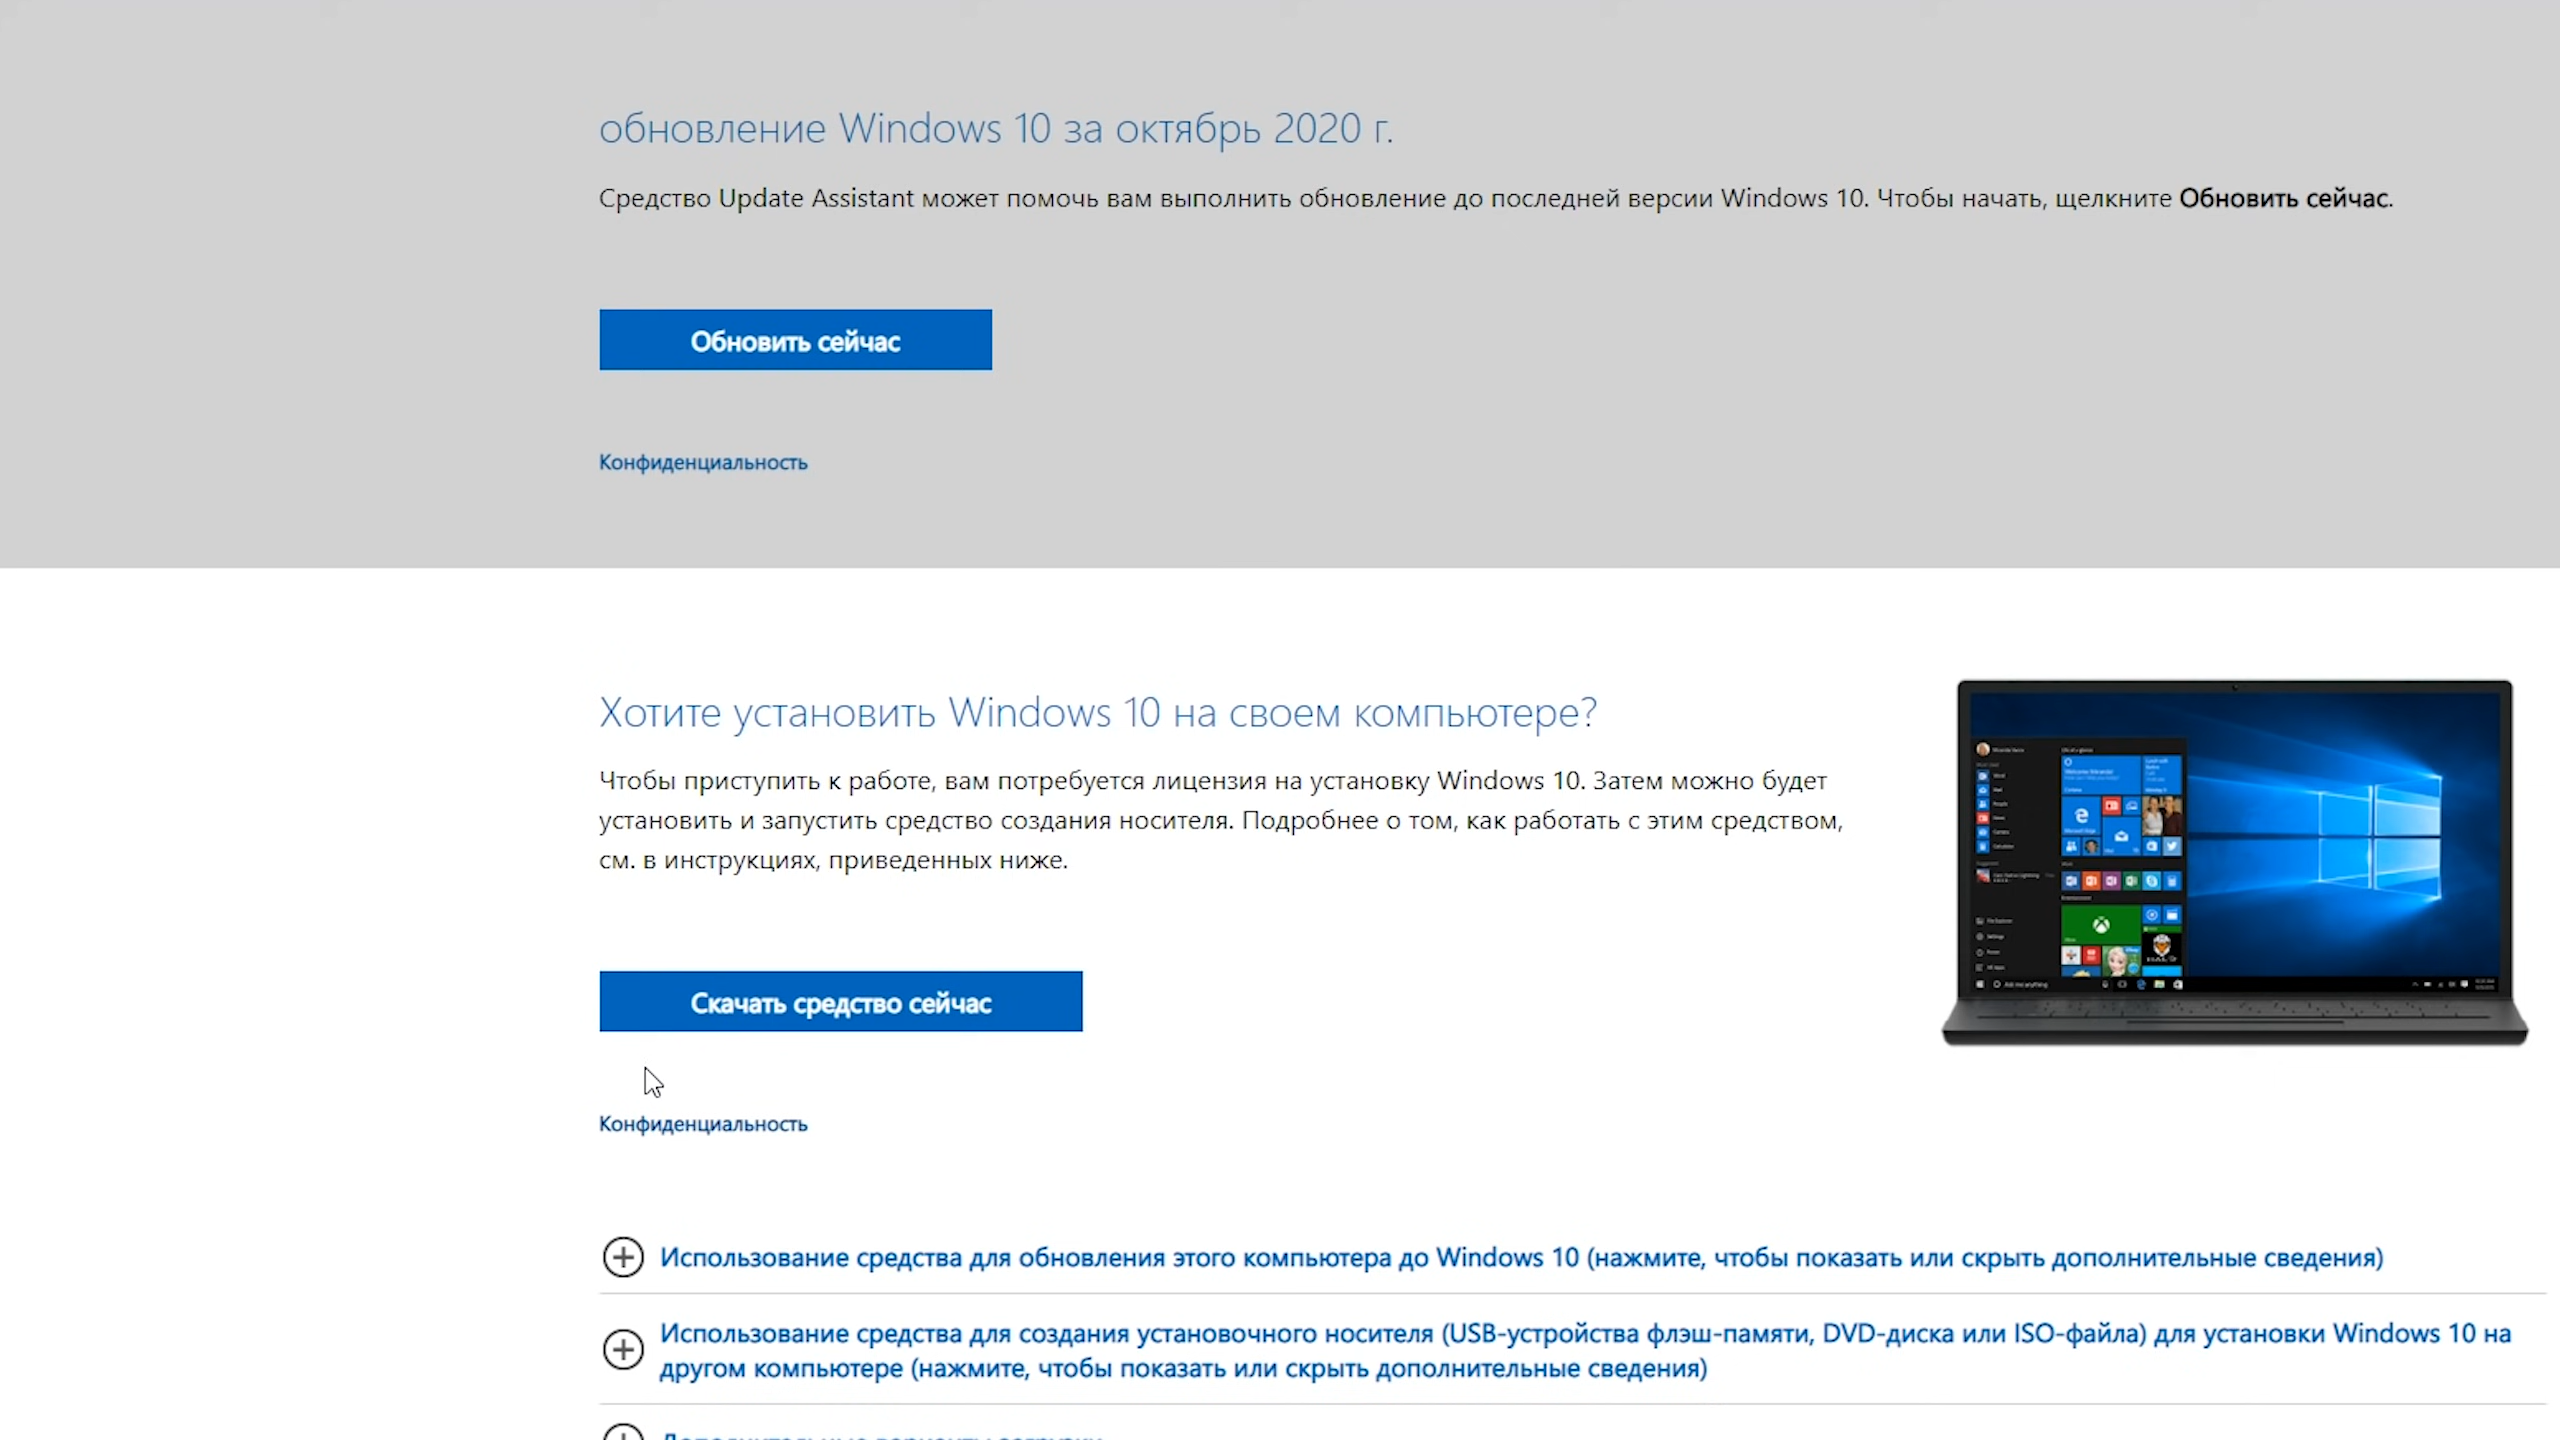 обновление Windows 10 за октябрь 2020 г.
Средство Update Assistant может помочь вам выполнить обновление до последней версии Windows 10. Чтобы начать, щелкните Обновить сейчас.
Обновить сейчас
Конфиденциальность
Хотите установить Windows 10 на своем компьютере?
Чтобы приступить к работе, вам потребуется лицензия на установку Windows 10. Затем можно будет
установить и запустить средство создания носителя. Подробнее о том, как работать с этим средством,
см. в инструкциях, приведенных ниже.
Скачать средство сейчас
Конфиденциальность
Использование средства для обновления этого компьютера до Windows 10 (нажмите, чтобы показать или скрыть дополнительные сведения)
Использование средства для создания установочного носителя (USB-устройства флэш-памяти, DVD-диска или ISO-файла) для установки Windows 10 на
другом компьютере (нажмите, чтобы показать или скрыть дополнительные сведения)